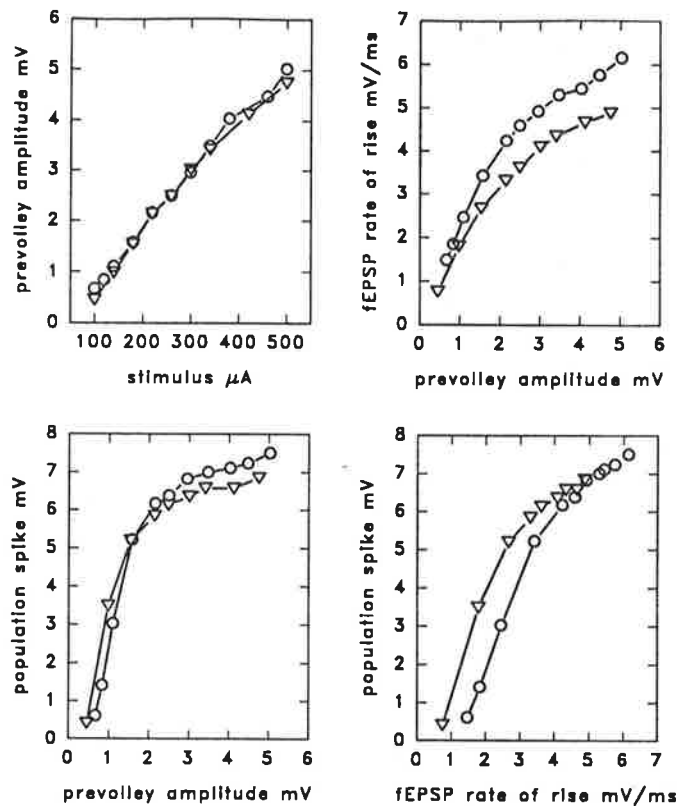 6
5
4
3
2
1
0
100 200 300 400 500
prevolley amplitude mV
stimulus μA
7
6
5
4
3
2
1
0
0 1 2 3 4 5 6
fEPSP rate of rise mV/ms
prevolley amplitude mV
8
7
6
5
4
3
2
1
0
0 1 2 3 4 5 6
population spike mV
prevolley amplitude mV
8
7
6
5
4
3
2
1
0
0 1 2 3 4 5 6 7
population spike mV
fEPSP rate of rise mV/ms